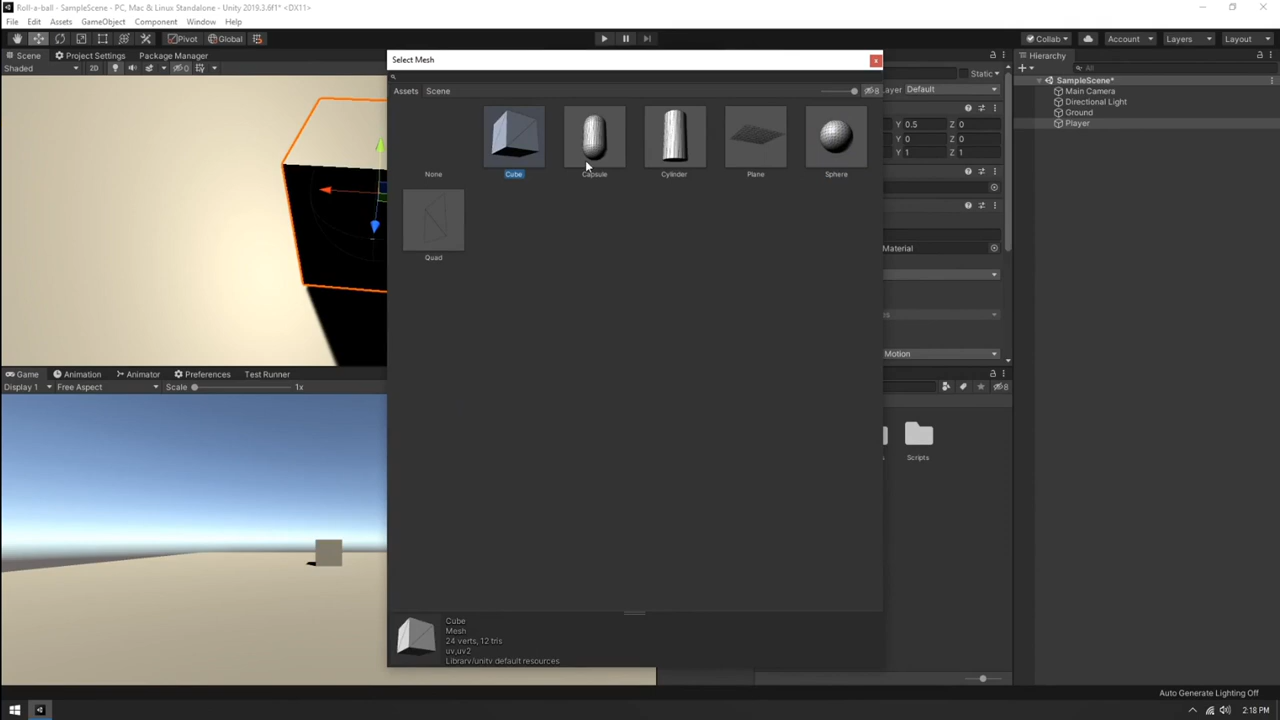 Roll-a-ball - SampleScene - PC, Mac & Linux Standalone - Unity 2019.3.6f1* <DX11>
File Edit Assets GameObject Component Window Help
Pivot Global Collab Account Layers Layout
Scene Project Settings Package Manager
Shaded 2D 0
Select Mesh
Assets Scene 8
None Cube Capsule Cylinder Plane Sphere
Quad
Static
Layer Default
Y 0.5 Z 0
Y 0 Z 0
Y 1 Z 1
Material
Motion
Hierarchy
All
SampleScene*
Main Camera
Directional Light
Ground
Player
Game Animation Animator Preferences Test Runner
Display 1 Free Aspect Scale 1x
8
Scripts
Cube
Mesh
24 verts, 12 tris
uv,uv2
Library/unity default resources
Auto Generate Lighting Off
2:18 PM